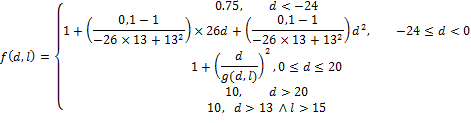 0.75, d < −24
f(d,l) = { 1 + ((0,1 − 1)/(−26 × 13 + 13²)) × 26d + ((0,1 − 1)/(−26 × 13 + 13²)) d², −24 ≤ d < 0
1 + (d/g(d,l))², 0 ≤ d ≤ 20
10, d > 20
10, d > 13 ∧ l > 15